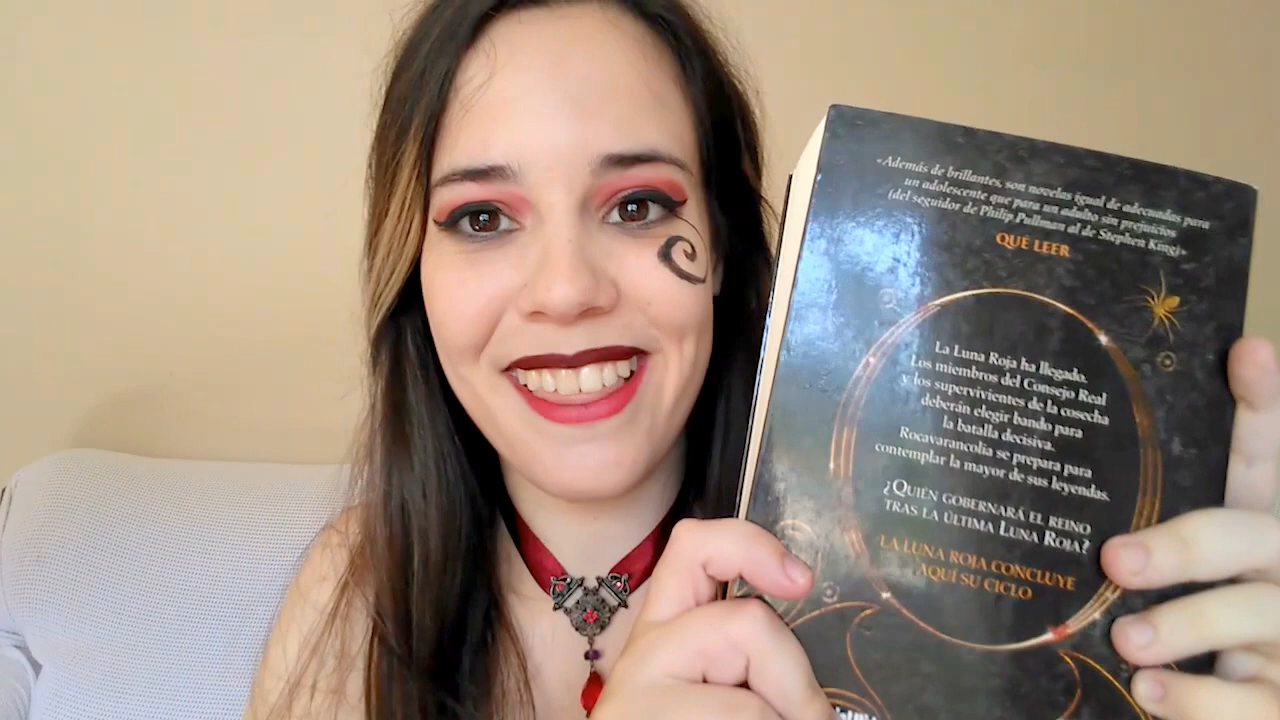 «Además de brillantes, son novelas igual de adecuadas para
un adolescente que para un adulto sin prejuicios
(del seguidor de Philip Pullman al de Stephen King)»
QUÉ LEER
La Luna Roja ha llegado.
Los miembros del Consejo Real
y los supervivientes de la cosecha
deberán elegir bando para
la batalla decisiva.
Rocavarancolia se prepara para
contemplar la mayor de sus leyendas.
¿QUIÉN GOBERNARÁ EL REINO
TRAS LA ÚLTIMA LUNA ROJA?
LA LUNA ROJA CONCLUYE
AQUÍ SU CICLO